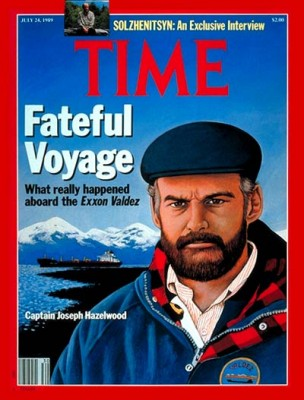 JULY 24, 1989
SOLZHENITSYN: An Exclusive Interview
$2.00
TIME
Fateful
Voyage
What really happened
aboard the Exxon Valdez
Captain Joseph Hazelwood